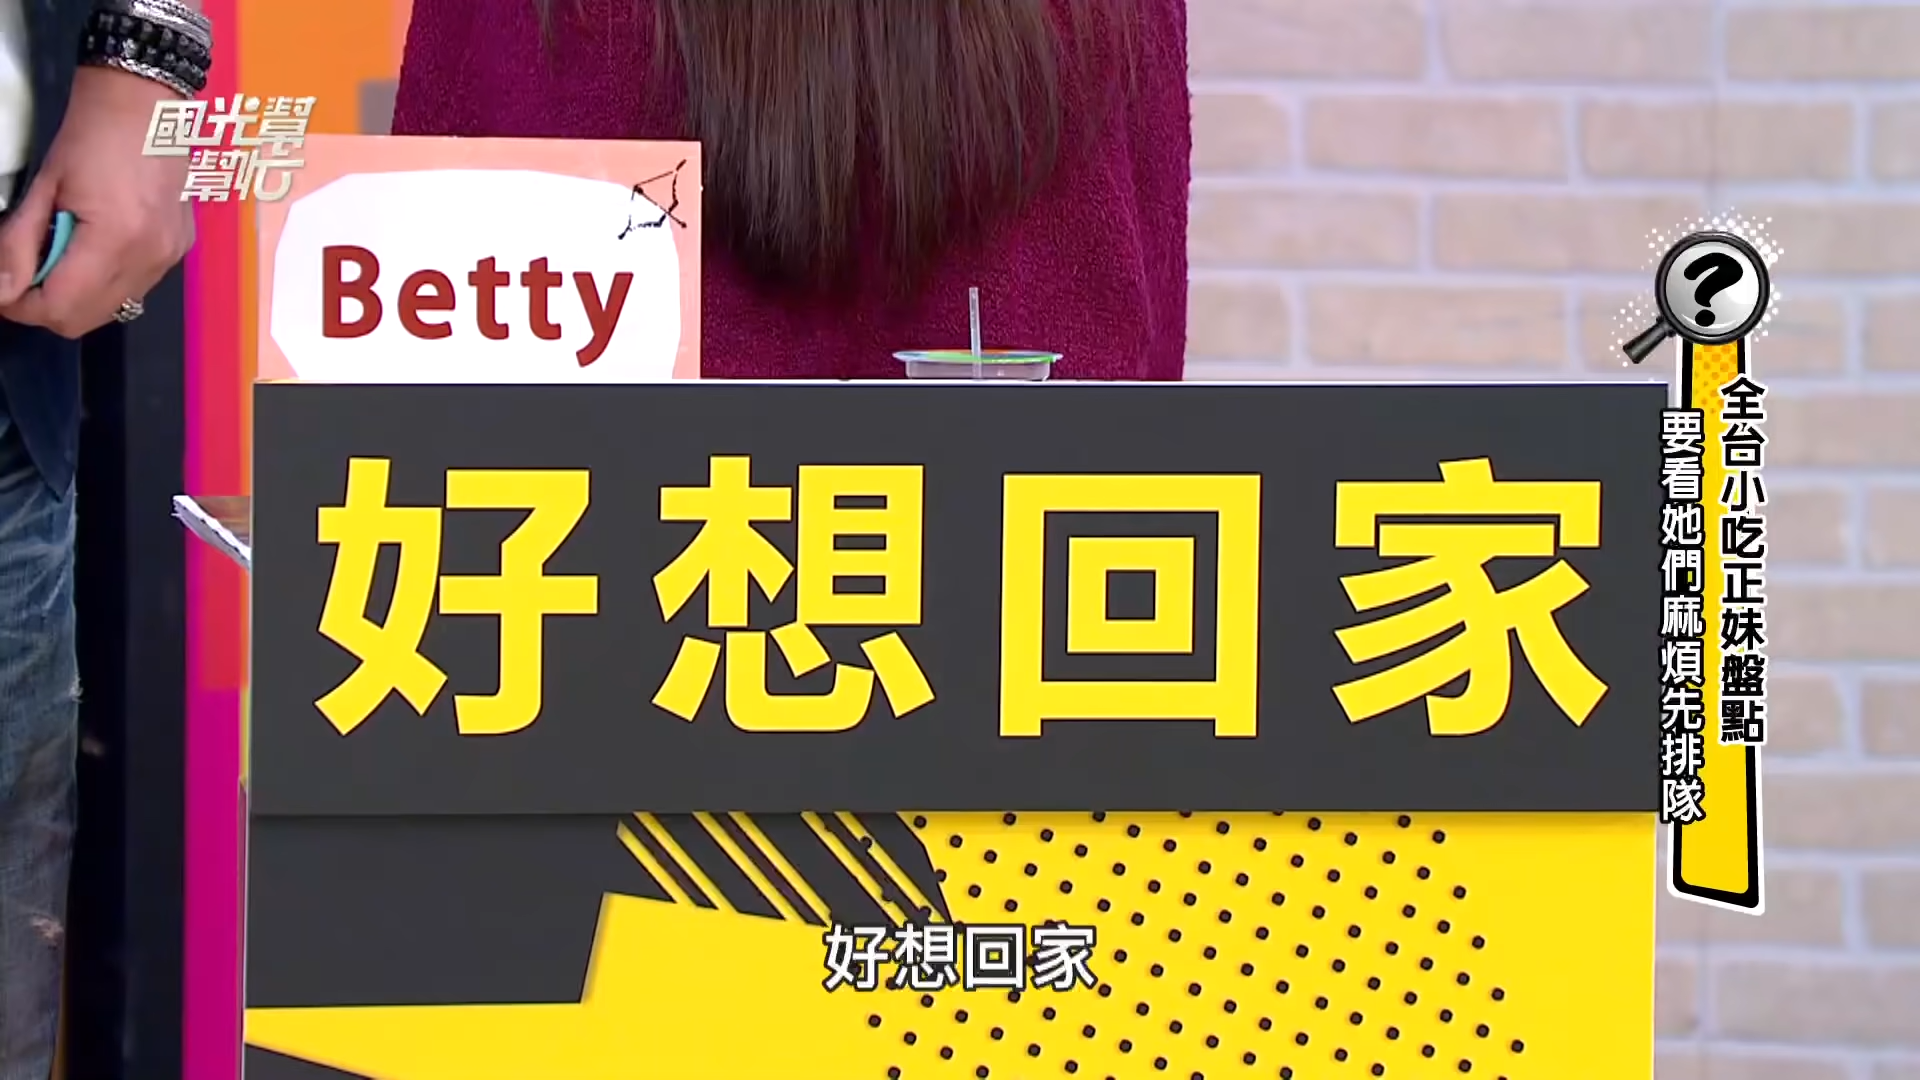 國光幫
幫忙
Betty
好想回家
全台小吃正妹盤點
要看她們麻煩先排隊
好想回家